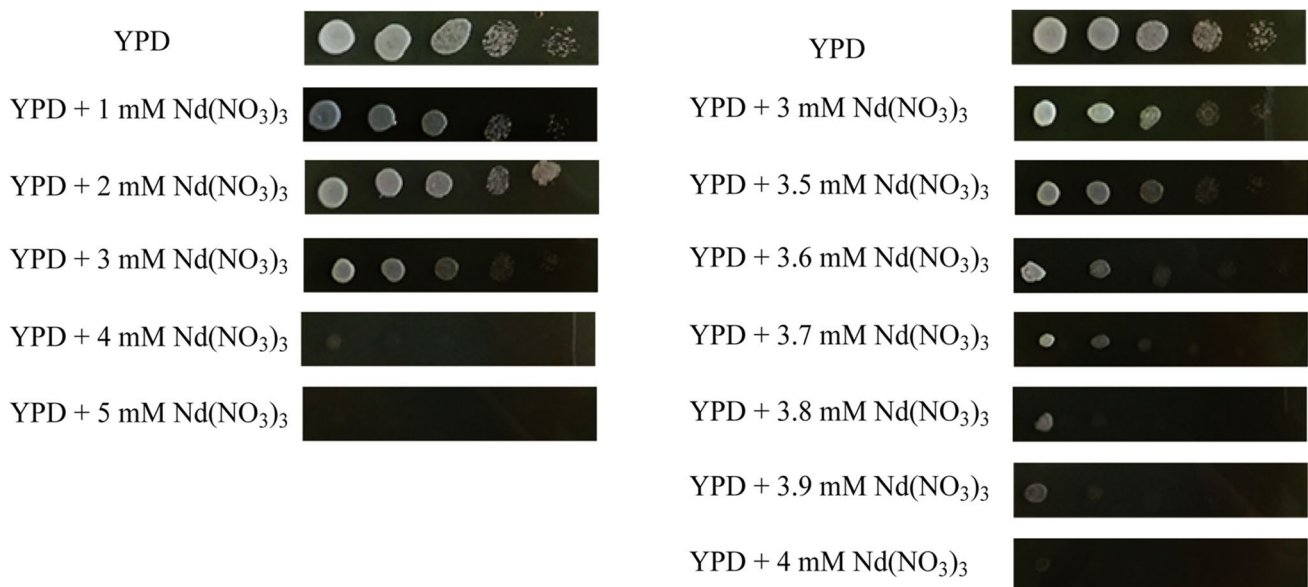 YPD
YPD + 1 mM Nd(NO₃)₃
YPD + 2 mM Nd(NO₃)₃
YPD + 3 mM Nd(NO₃)₃
YPD + 4 mM Nd(NO₃)₃
YPD + 5 mM Nd(NO₃)₃
YPD
YPD + 3 mM Nd(NO₃)₃
YPD + 3.5 mM Nd(NO₃)₃
YPD + 3.6 mM Nd(NO₃)₃
YPD + 3.7 mM Nd(NO₃)₃
YPD + 3.8 mM Nd(NO₃)₃
YPD + 3.9 mM Nd(NO₃)₃
YPD + 4 mM Nd(NO₃)₃